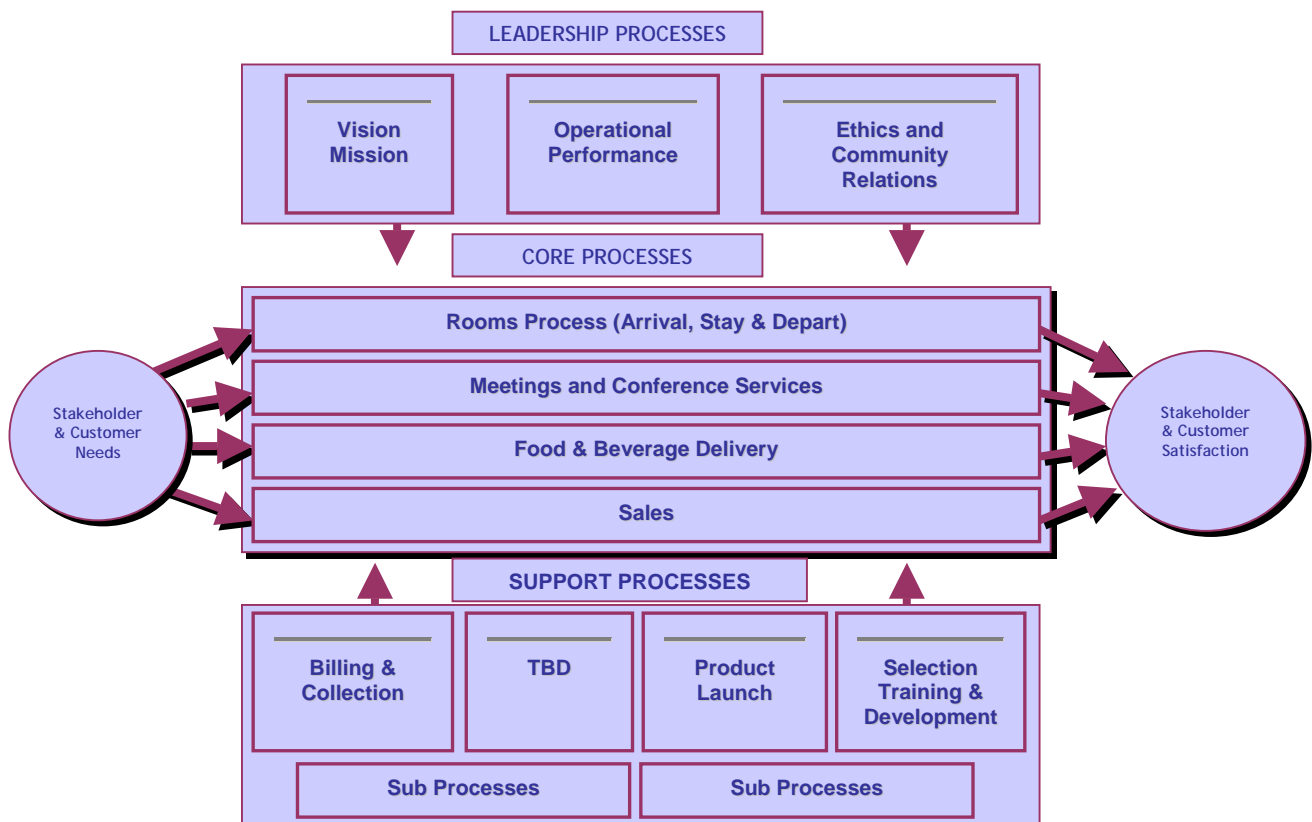 LEADERSHIP PROCESSES
Vision
Mission
Operational
Performance
Ethics and
Community
Relations
CORE PROCESSES
Stakeholder
& Customer
Needs
Rooms Process (Arrival, Stay & Depart)
Meetings and Conference Services
Food & Beverage Delivery
Sales
Stakeholder
& Customer
Satisfaction
SUPPORT PROCESSES
Billing &
Collection
TBD
Product
Launch
Selection
Training &
Development
Sub Processes
Sub Processes